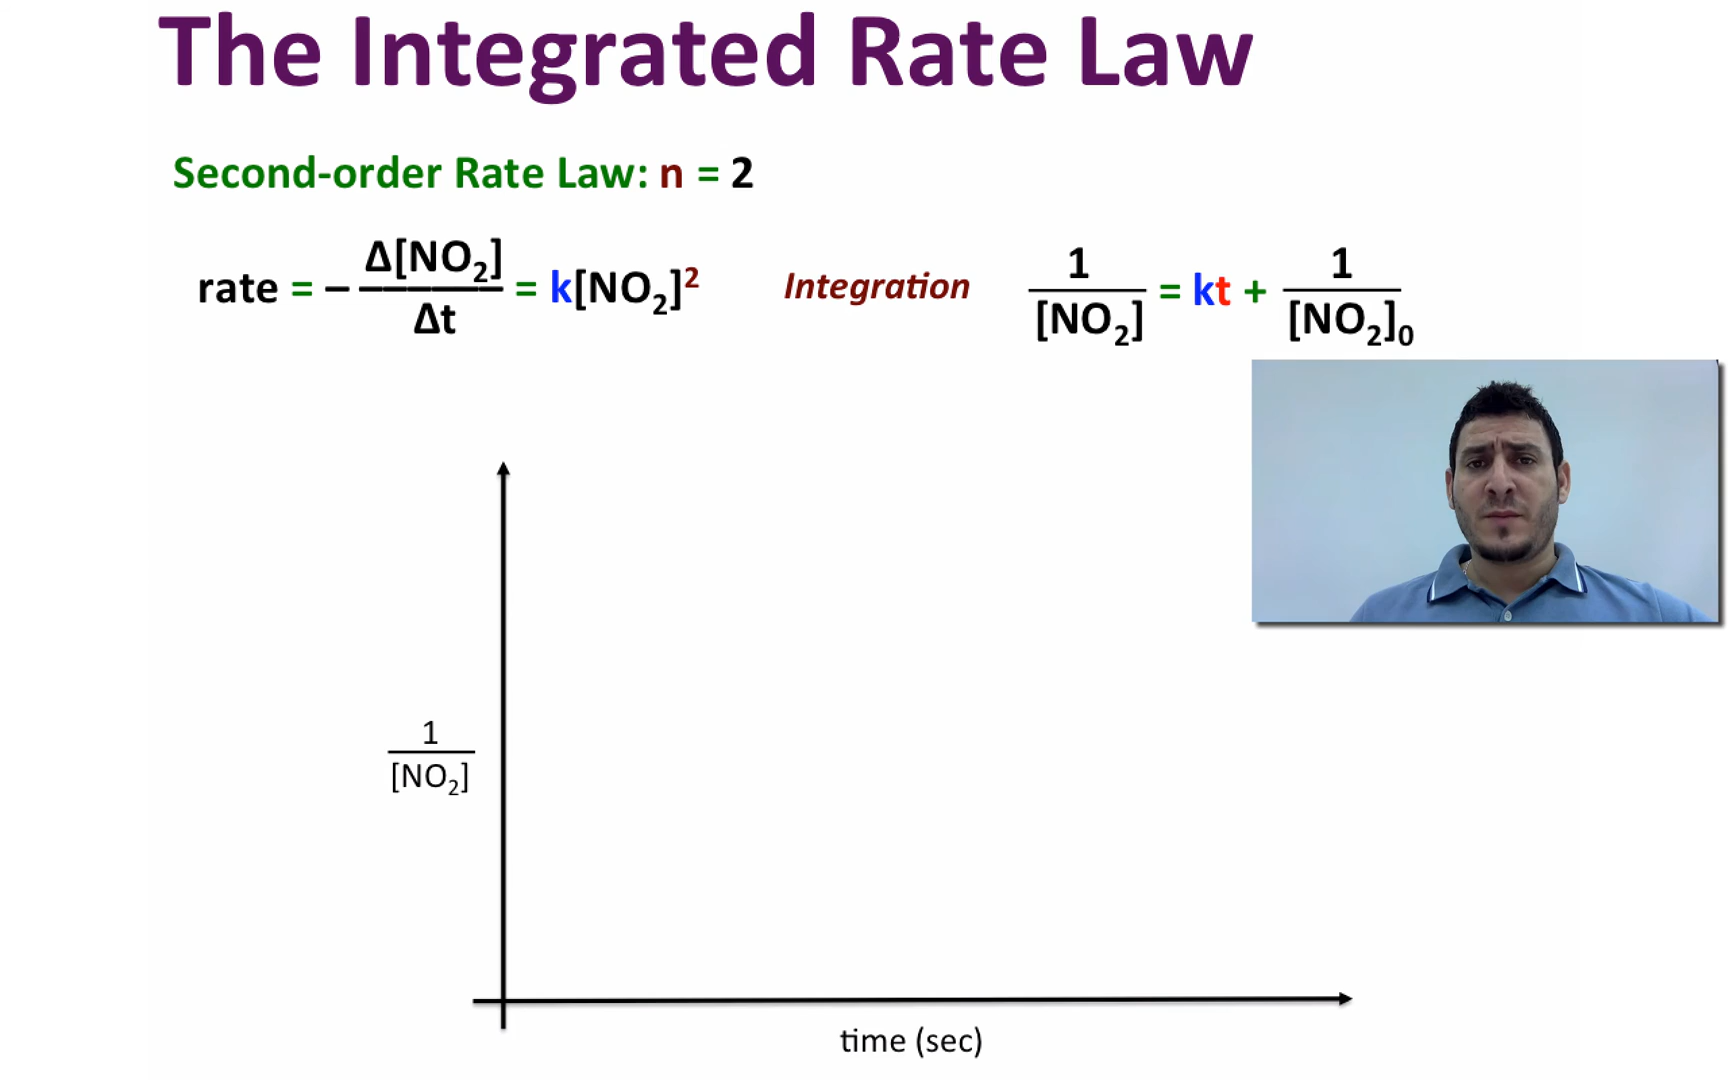 The Integrated Rate Law
Second-order Rate Law: n = 2
rate = − Δ[NO₂] / Δt = k[NO₂]² Integration 1 / [NO₂] = kt + 1 / [NO₂]₀
1
[NO₂]
time (sec)